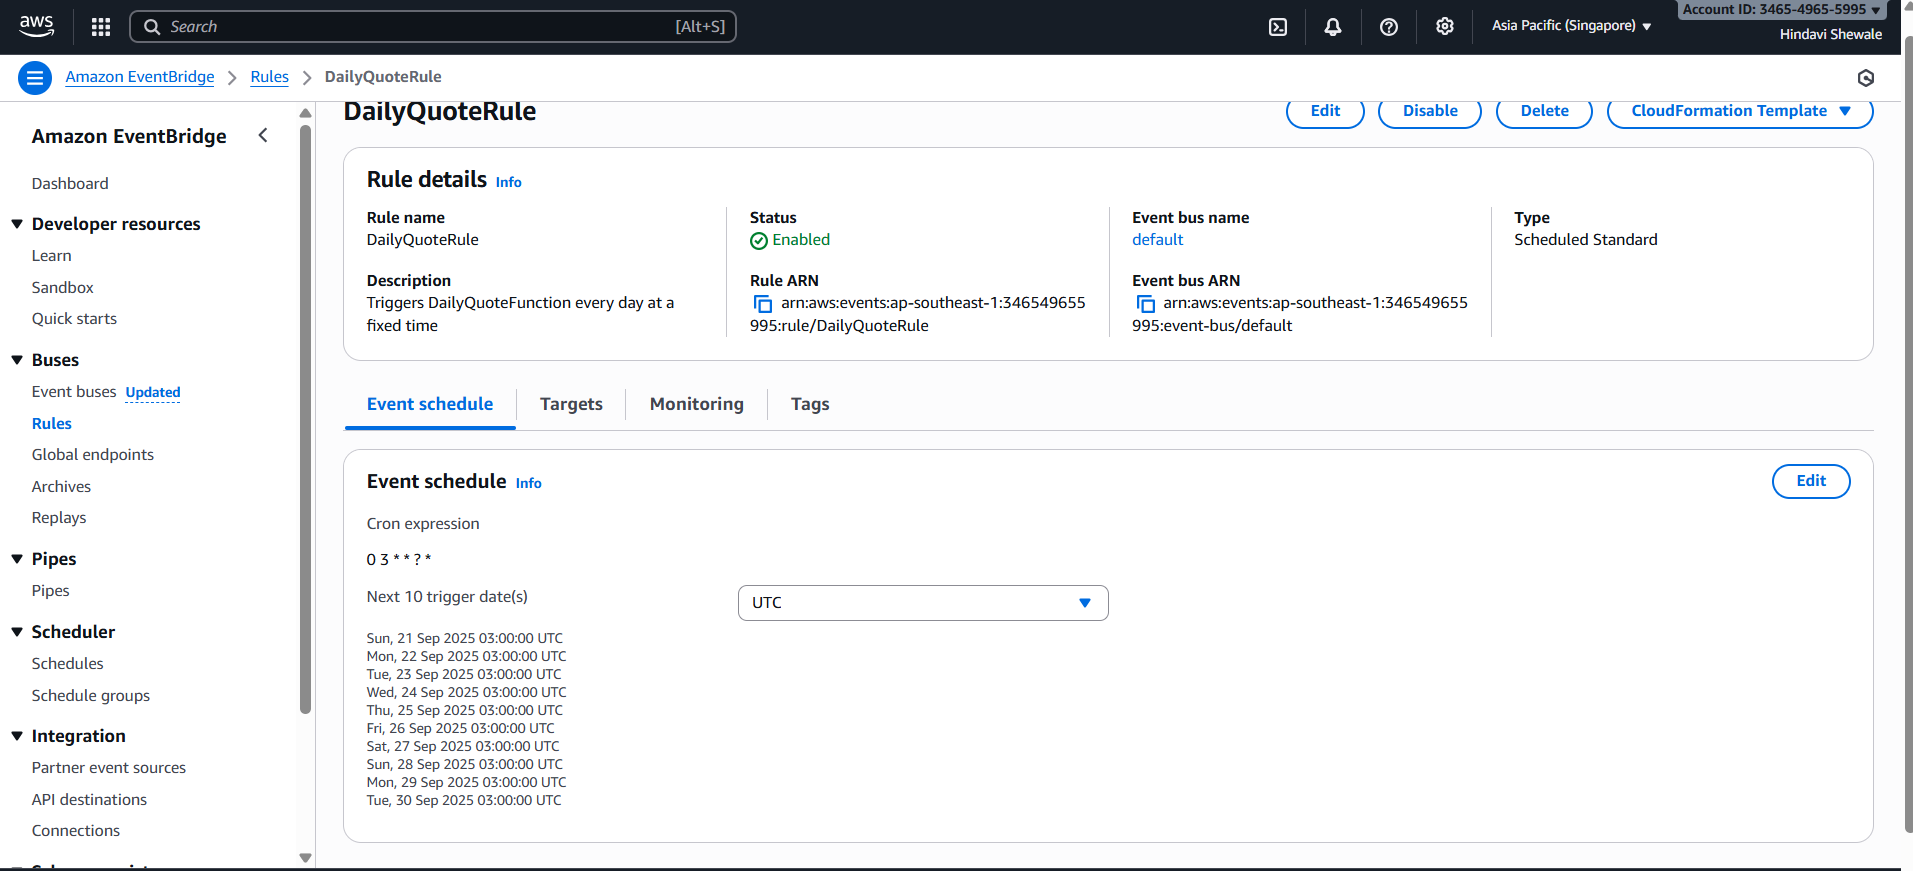 aws
Search
[Alt+S]
Asia Pacific (Singapore)
Account ID: 3465-4965-5995
Hindavi Shewale
Amazon EventBridge
Rules
DailyQuoteRule
Amazon EventBridge
Dashboard
Developer resources
Learn
Sandbox
Quick starts
Buses
Event buses Updated
Rules
Global endpoints
Archives
Replays
Pipes
Pipes
Scheduler
Schedules
Schedule groups
Integration
Partner event sources
API destinations
Connections
DailyQuoteRule
Edit
Disable
Delete
CloudFormation Template
Rule details Info
Rule name
DailyQuoteRule
Description
Triggers DailyQuoteFunction every day at a
fixed time
Status
Enabled
Rule ARN
arn:aws:events:ap-southeast-1:346549655
995:rule/DailyQuoteRule
Event bus name
default
Event bus ARN
arn:aws:events:ap-southeast-1:346549655
995:event-bus/default
Type
Scheduled Standard
Event schedule
Targets
Monitoring
Tags
Event schedule Info
Edit
Cron expression
0 3 * * ? *
Next 10 trigger date(s)
UTC
Sun, 21 Sep 2025 03:00:00 UTC
Mon, 22 Sep 2025 03:00:00 UTC
Tue, 23 Sep 2025 03:00:00 UTC
Wed, 24 Sep 2025 03:00:00 UTC
Thu, 25 Sep 2025 03:00:00 UTC
Fri, 26 Sep 2025 03:00:00 UTC
Sat, 27 Sep 2025 03:00:00 UTC
Sun, 28 Sep 2025 03:00:00 UTC
Mon, 29 Sep 2025 03:00:00 UTC
Tue, 30 Sep 2025 03:00:00 UTC